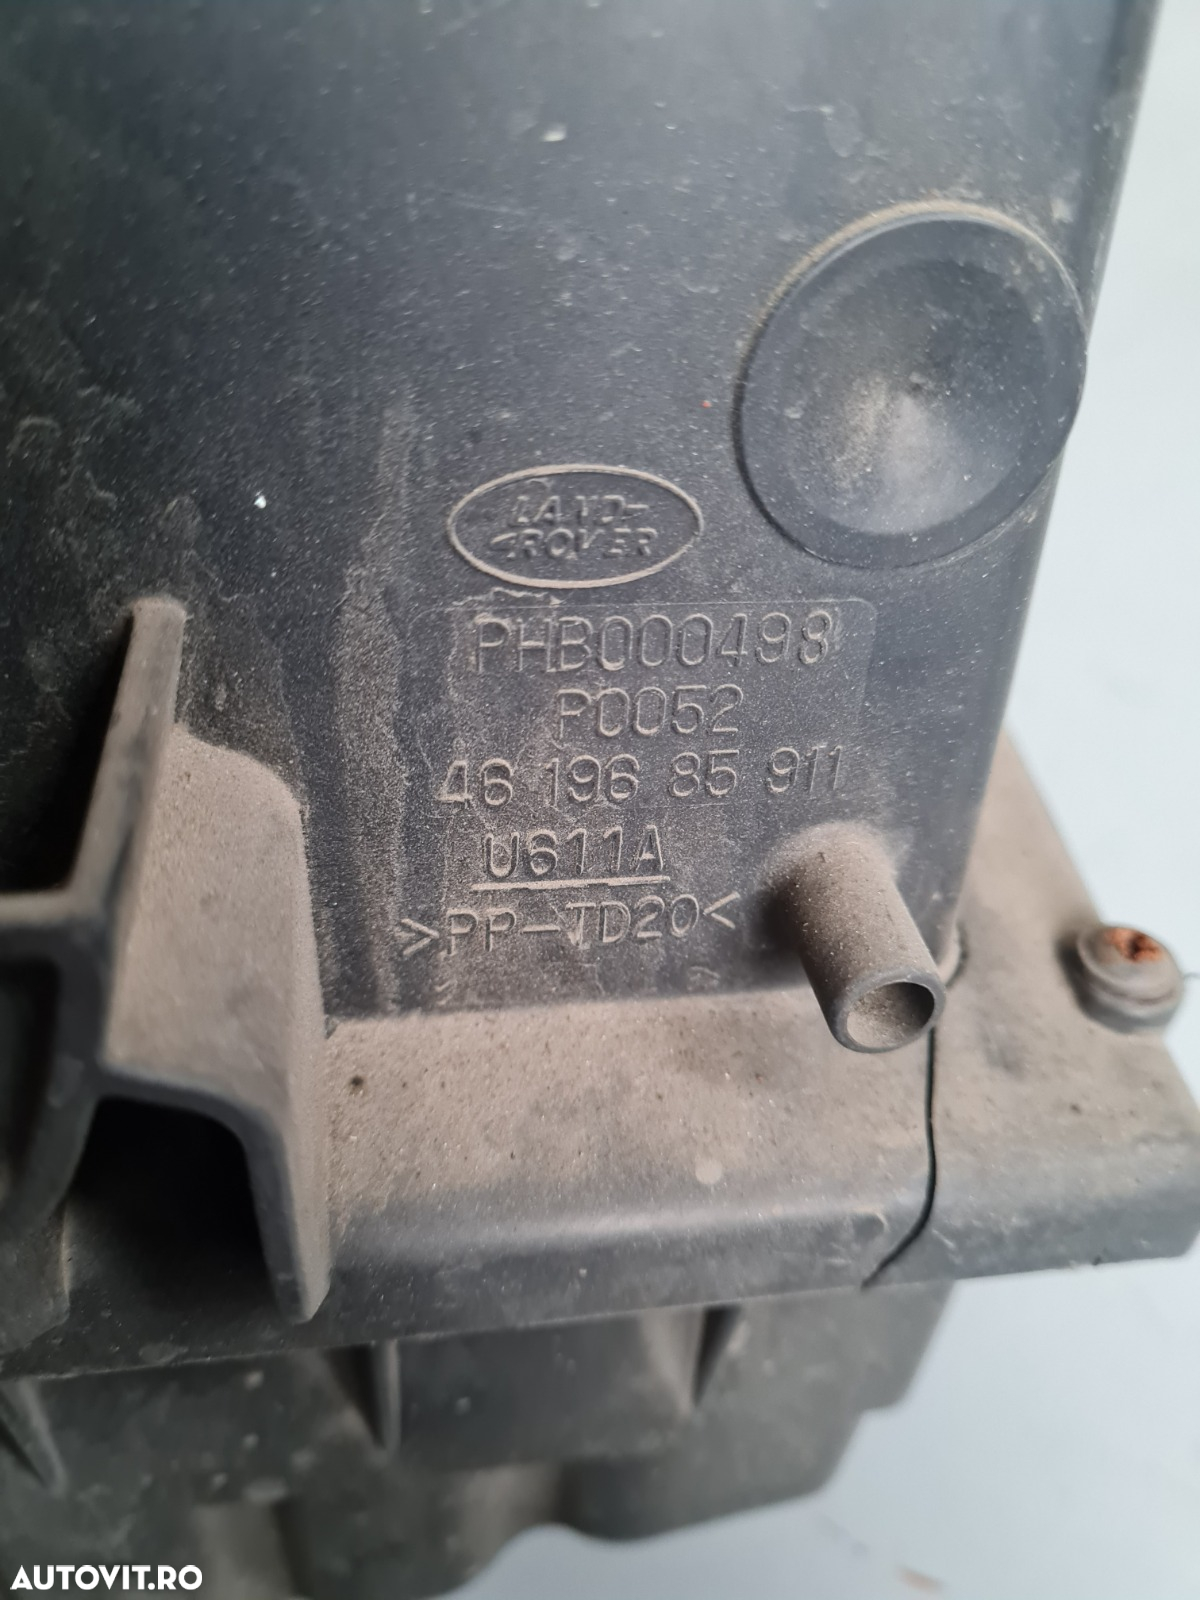 LAND-
ROVER
PHB000498
P0052
46 196 85 911
U611A
>PP-TD20<
AUTOVIT.RO